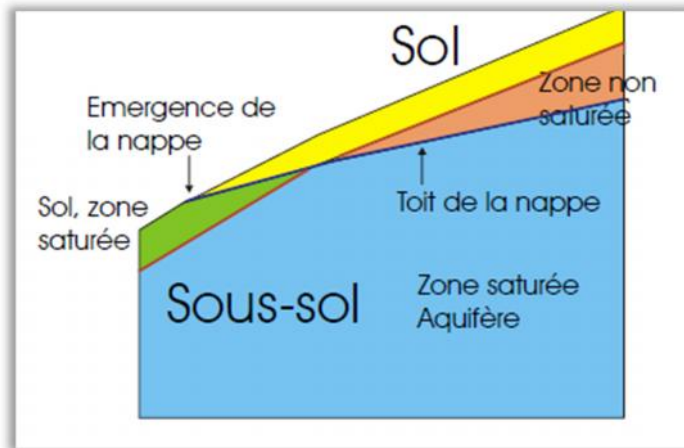 Sol
Zone non
saturée
Emergence de
la nappe
Toit de la nappe
Sol, zone
saturée
Sous-sol
Zone saturée
Aquifère